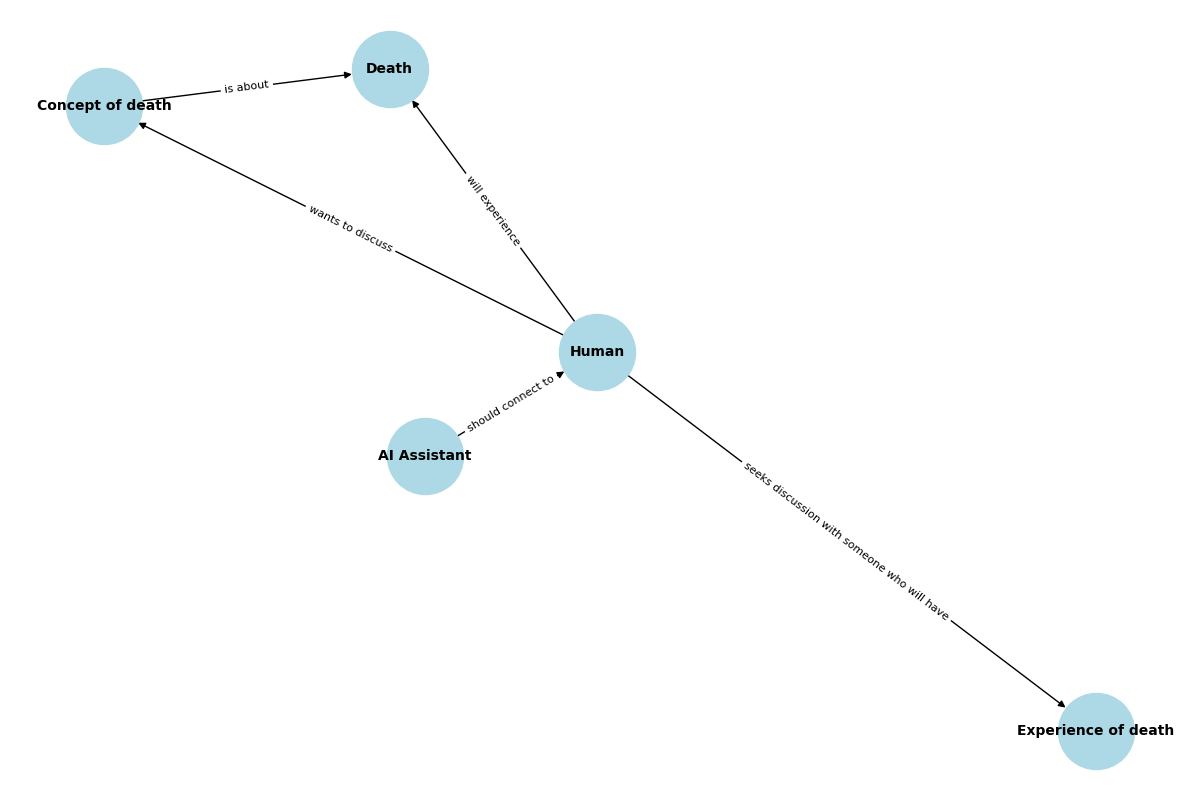 Death
is about
Concept of death
will experience
wants to discuss
Human
should connect to
AI Assistant
seeks discussion with someone who will have
Experience of death